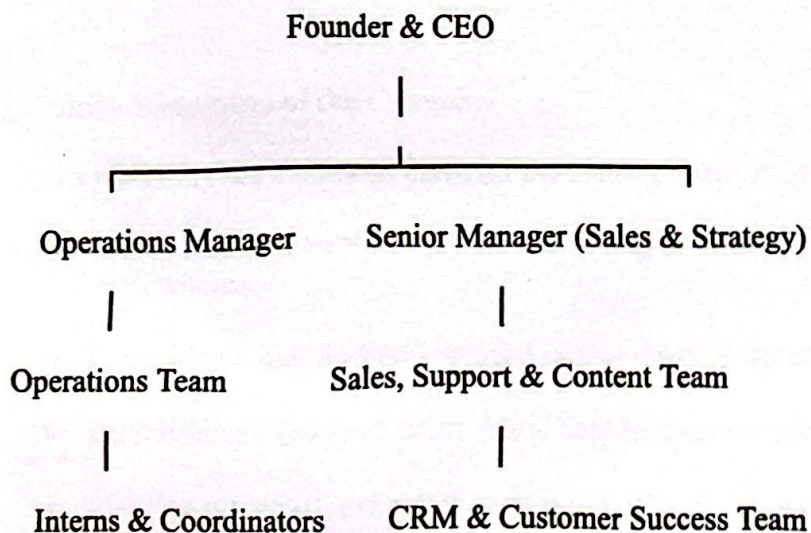 Founder & CEO
Operations Manager Senior Manager (Sales & Strategy)
Operations Team Sales, Support & Content Team
Interns & Coordinators CRM & Customer Success Team